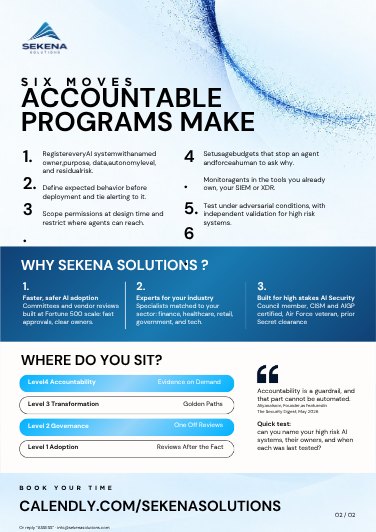 SEKENA
SOLUTIONS
SIX MOVES
ACCOUNTABLE
PROGRAMS MAKE
1.
RegistereveryAI systemwithanamed
owner,purpose, data,autonomylevel,
and residualrisk.
2.
Define expected behavior before
deployment and tie alerting to it.
3
.
Scope permissions at design time and
restrict where agents can reach.
4
.
Setusagebudgets that stop an agent
andforceahuman to ask why.
5.
Monitoragents in the tools you already
own, your SIEM or XDR.
6
Test under adversarial conditions, with
independent validation for high risk
systems.
WHY SEKENA SOLUTIONS ?
1.
Faster, safer AI adoption
Committees and vendor reviews
built at Fortune 500 scale: fast
approvals, clear owners.
2.
Experts for your industry
Specialists matched to your
sector: finance, healthcare, retail,
government, and tech.
3.
Built for high stakes AI Security
Council member, CISM and AIGP
certified, Air Force veteran, prior
Secret clearance
WHERE DO YOU SIT?
Level4 Accountability Evidence on Demand
Level 3 Transformation Golden Paths
Level 2 Governance One Off Reviews
Level 1 Adoption Reviews After the Fact
Accountability is a guardrail, and
that part cannot be automated.
The Security Digest, May 2026
Quick test:
can you name your high risk AI
systems, their owners, and when
each was last tested?
BOOK YOUR TIME
CALENDLY.COM/SEKENASOLUTIONS
02 / 02
Or reply "ASSESS" · info@sekenasolutions.com